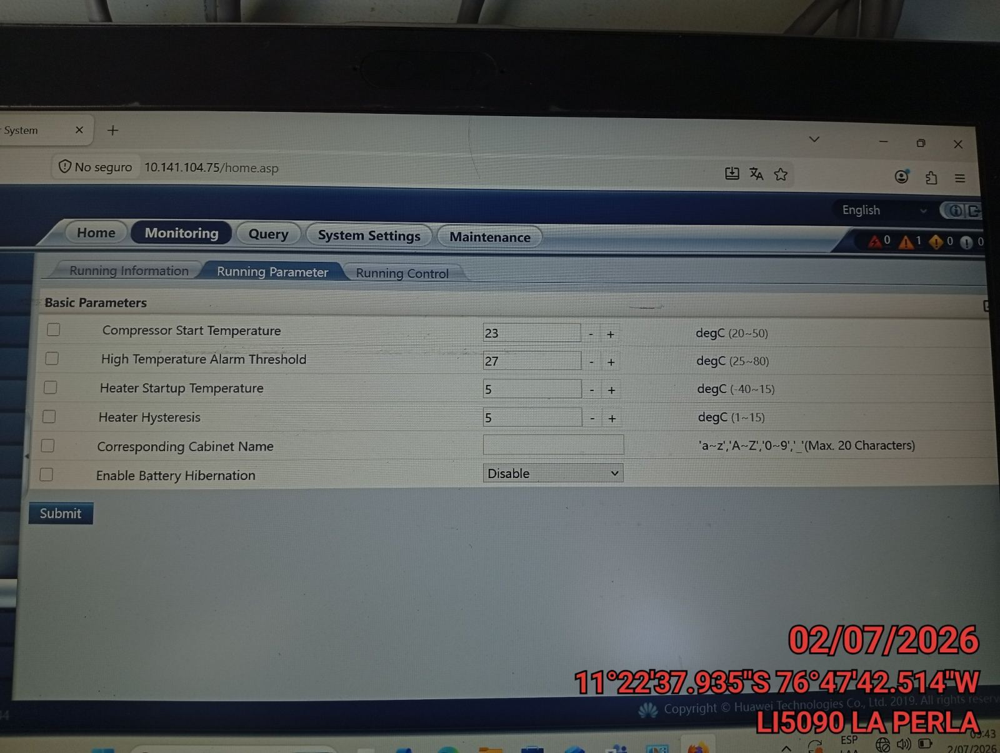 System × +
No seguro 10.141.104.75/home.asp
English
Home Monitoring Query System Settings Maintenance
0 1 0 0
Running Information Running Parameter Running Control
Basic Parameters
Compressor Start Temperature 23 - + degC (20~50)
High Temperature Alarm Threshold 27 - + degC (25~80)
Heater Startup Temperature 5 - + degC (-40~15)
Heater Hysteresis 5 - + degC (1~15)
Corresponding Cabinet Name 'a~z','A~Z','0~9','_'(Max. 20 Characters)
Enable Battery Hibernation Disable
Submit
02/07/2026
11°22'37.935"S 76°47'42.514"W
Copyright © Huawei Technologies Co., Ltd. 2019. All rights reserv
LI5090 LA PERLA
09:43
ESP
2/07/2026